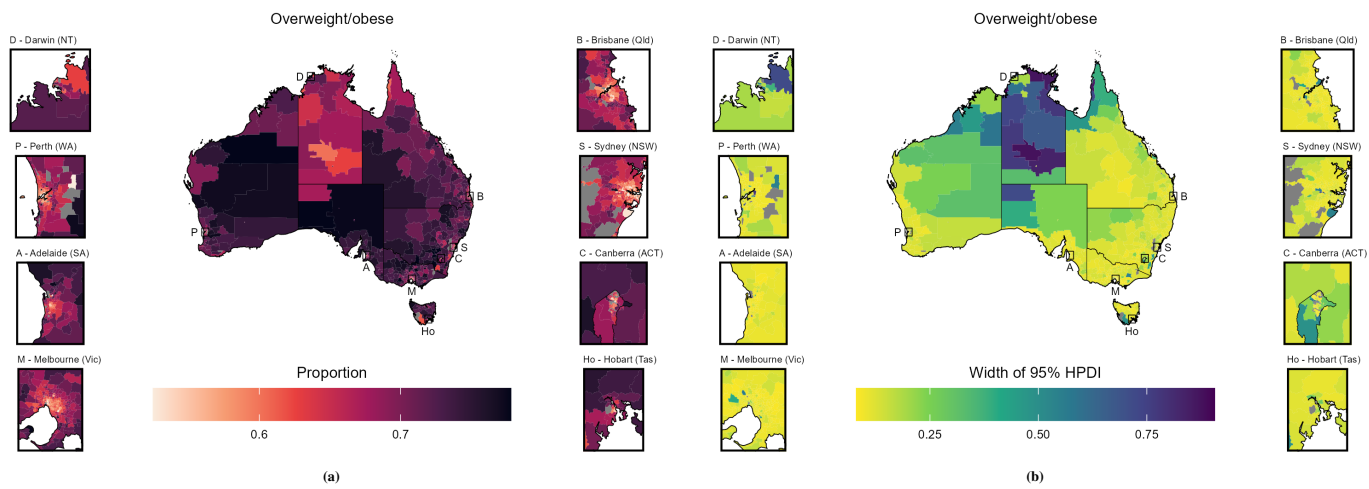 Overweight/obese
D - Darwin (NT)
P - Perth (WA)
A - Adelaide (SA)
M - Melbourne (Vic)
B - Brisbane (Qld)
S - Sydney (NSW)
C - Canberra (ACT)
Ho - Hobart (Tas)
D
B
P
S
C
A
M
Ho
Proportion
0.6 0.7
(a)
Overweight/obese
D - Darwin (NT)
P - Perth (WA)
A - Adelaide (SA)
M - Melbourne (Vic)
B - Brisbane (Qld)
S - Sydney (NSW)
C - Canberra (ACT)
Ho - Hobart (Tas)
D
B
P
S
C
A
M
Ho
Width of 95% HPDI
0.25 0.50 0.75
(b)